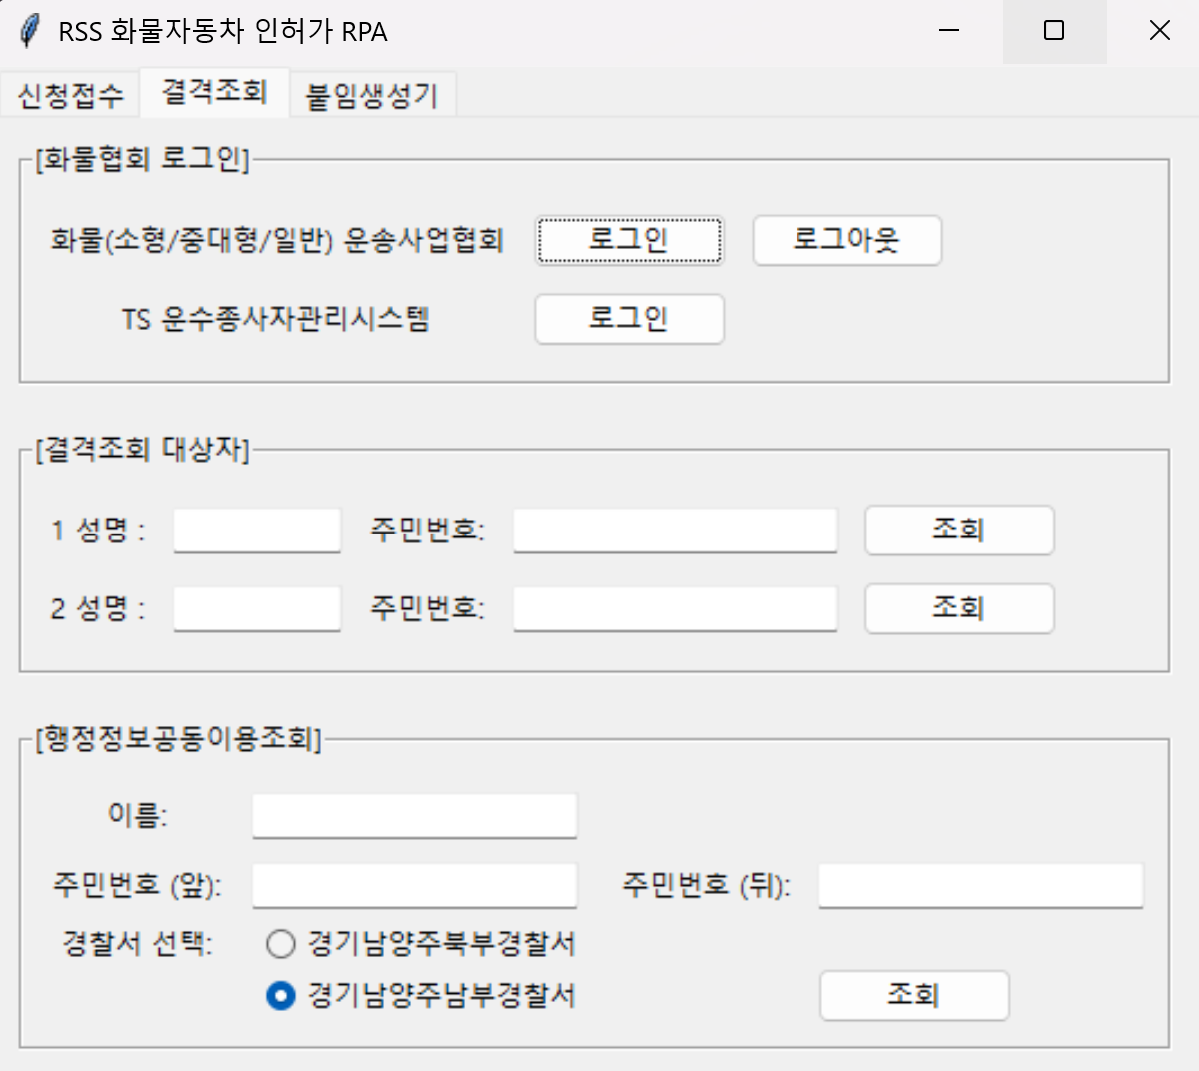 RSS 화물자동차 인허가 RPA
신청접수 결격조회 붙임생성기
[화물협회 로그인]
화물(소형/중대형/일반) 운송사업협회 로그인 로그아웃
TS 운수종사자관리시스템 로그인
[결격조회 대상자]
1 성명 : 주민번호: 조회
2 성명 : 주민번호: 조회
[행정정보공동이용조회]
이름:
주민번호 (앞): 주민번호 (뒤):
경찰서 선택: 경기남양주북부경찰서
경기남양주남부경찰서 조회